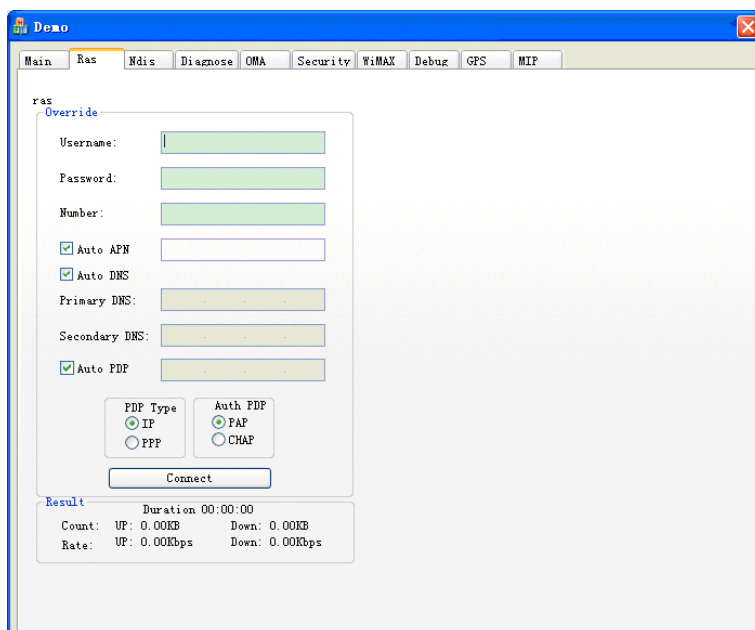 Demo
Main Ras Ndis Diagnose OMA Security WiMAX Debug GPS MIP
ras
Override
Username:
Password:
Number:
Auto APN
Auto DNS
Primary DNS: . . .
Secondary DNS: . . .
Auto PDP . . .
PDP Type Auth PDP
IP PAP
PPP CHAP
Connect
Result
Duration 00:00:00
Count: UP: 0.00KB Down: 0.00KB
Rate: UP: 0.00Kbps Down: 0.00Kbps